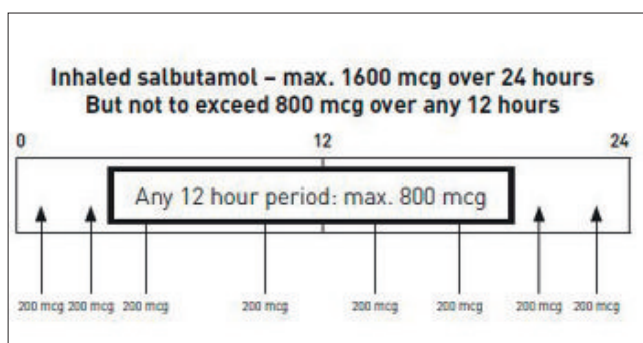 Inhaled salbutamol – max. 1600 mcg over 24 hours
But not to exceed 800 mcg over any 12 hours
0 12 24
Any 12 hour period: max. 800 mcg
200 mcg 200 mcg 200 mcg 200 mcg 200 mcg 200 mcg 200 mcg 200 mcg